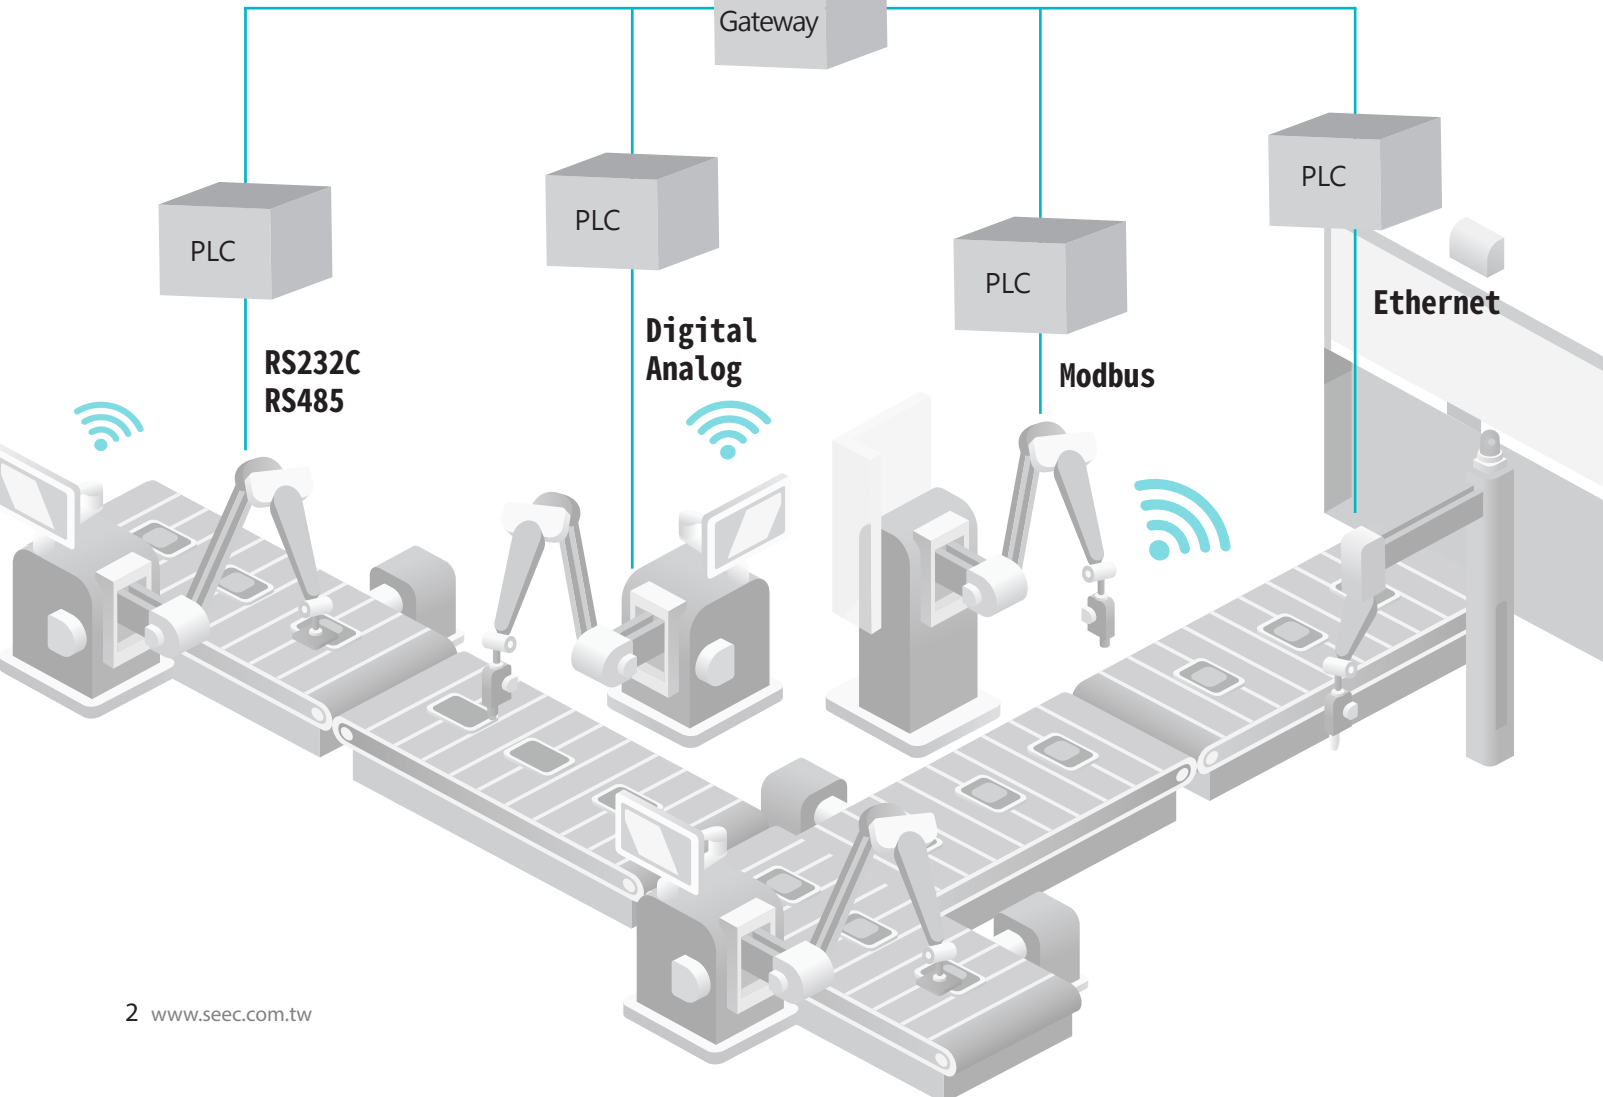 Gateway
PLC
PLC
PLC
PLC
RS232C
RS485
Digital
Analog
Modbus
Ethernet
2 www.seec.com.tw